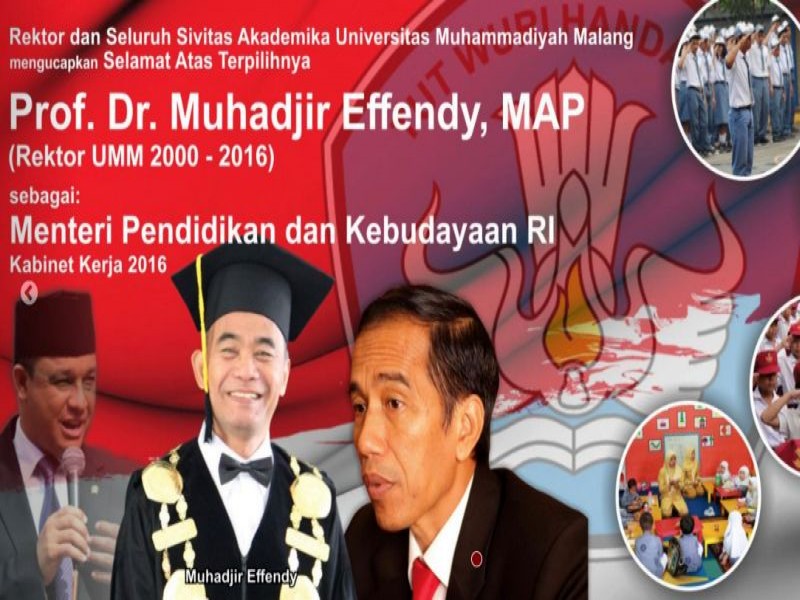 Rektor dan Seluruh Sivitas Akademika Universitas Muhammadiyah Malang
mengucapkan Selamat Atas Terpilihnya
Prof. Dr. Muhadjir Effendy, MAP
(Rektor UMM 2000 - 2016)
sebagai:
Menteri Pendidikan dan Kebudayaan RI
Kabinet Kerja 2016
Muhadjir Effendy